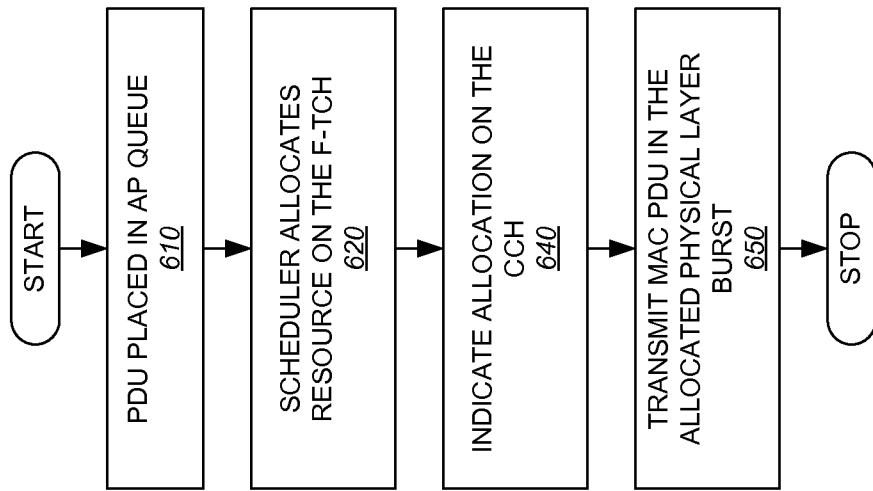 START
PDU PLACED IN AP QUEUE
610
SCHEDULER ALLOCATES
RESOURCE ON THE F-TCH
620
INDICATE ALLOCATION ON THE
CCH
640
TRANSMIT MAC PDU IN THE
ALLOCATED PHYSICAL LAYER
BURST
650
STOP